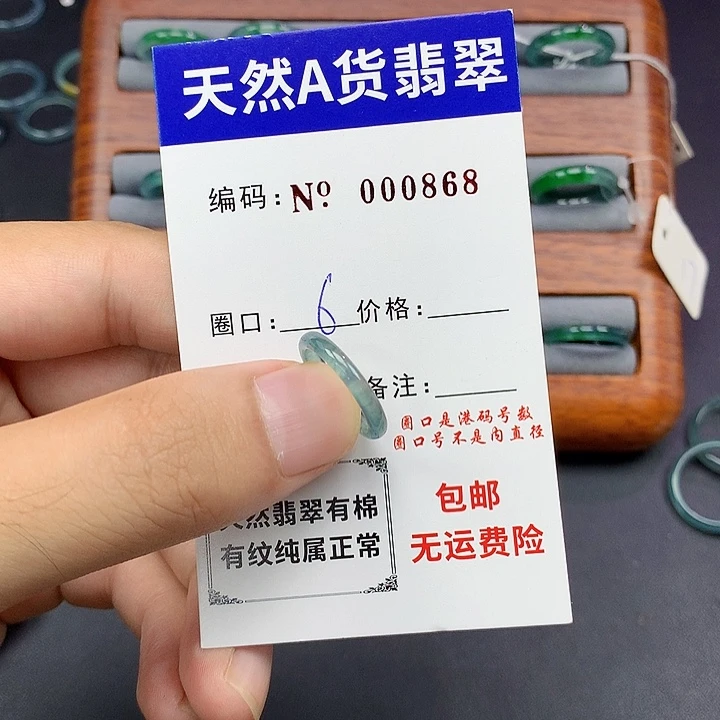 天然A货翡翠
编码: Nº 000868
圈口: 6 价格:
备注:
圈口是港码号数
圈口号不是内直径
然翡翠有棉
有纹纯属正常
包邮
无运费险